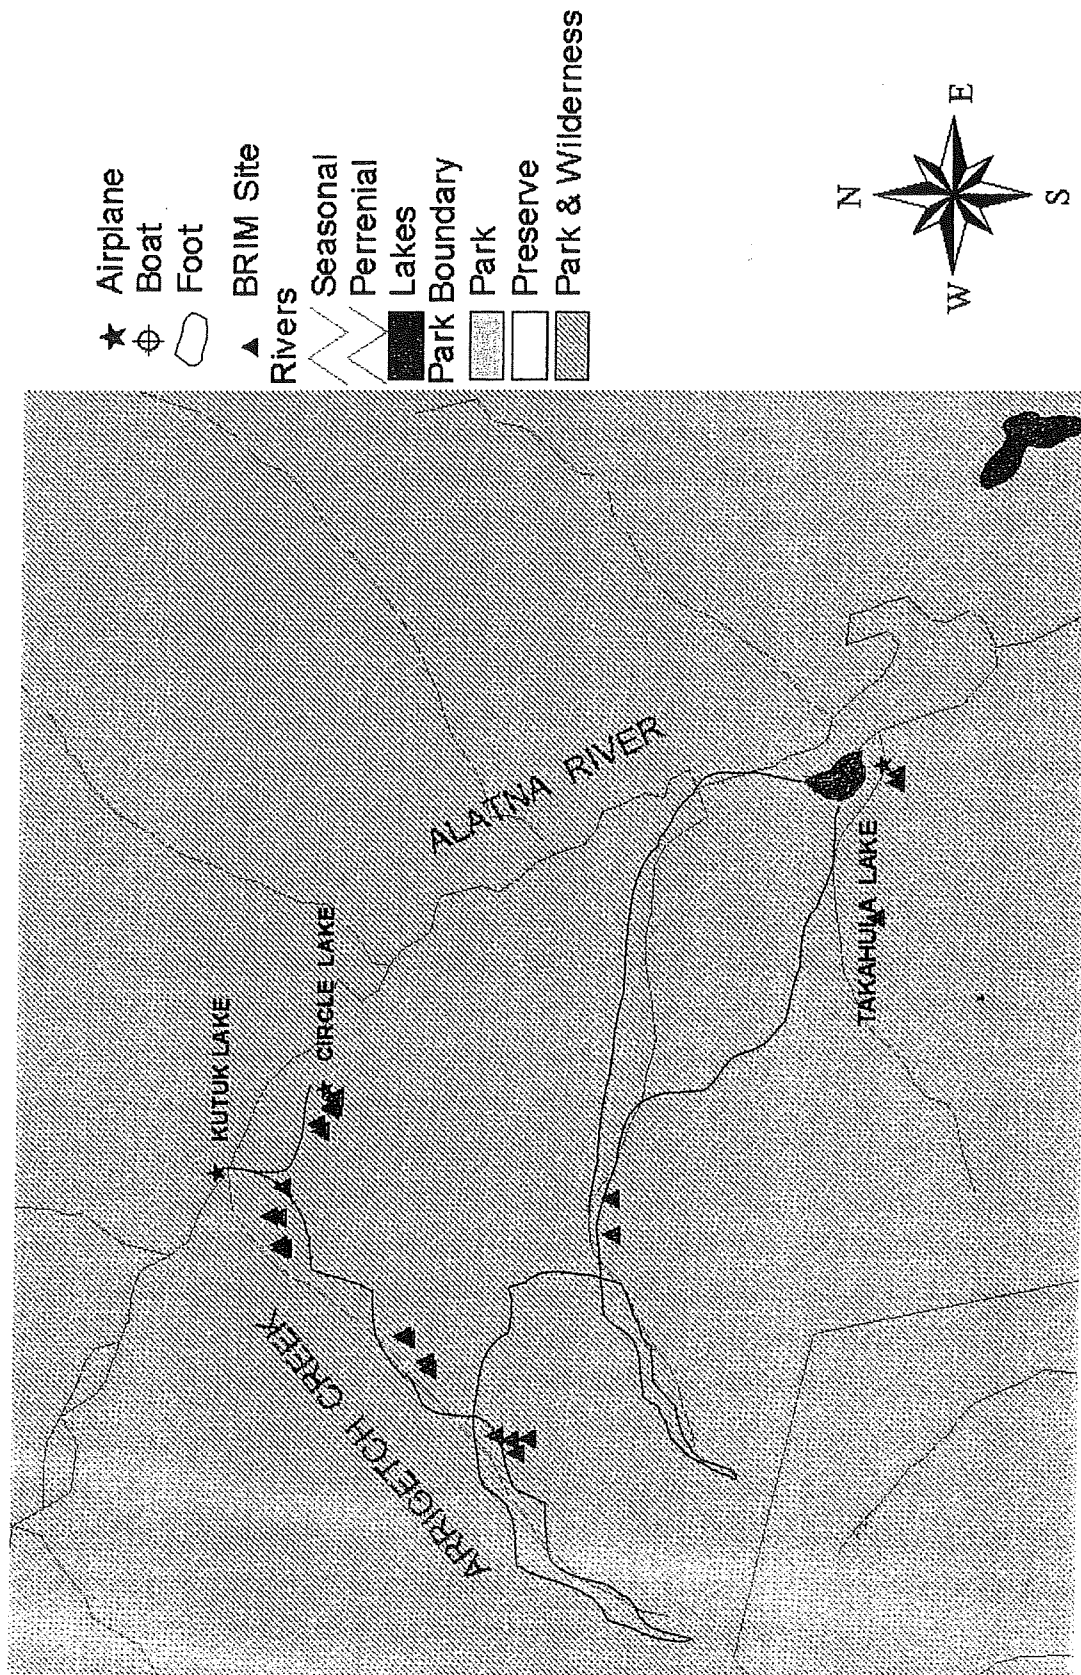 Airplane
Boat
Foot
BRIM Site
Rivers
Seasonal
Perrenial
Lakes
Park Boundary
Park
Preserve
Park & Wilderness
N
W
E
S
KUTUK LAKE
CIRCLE LAKE
ALATNA RIVER
ARRIGETCH CREEK
TAKAHULA LAKE